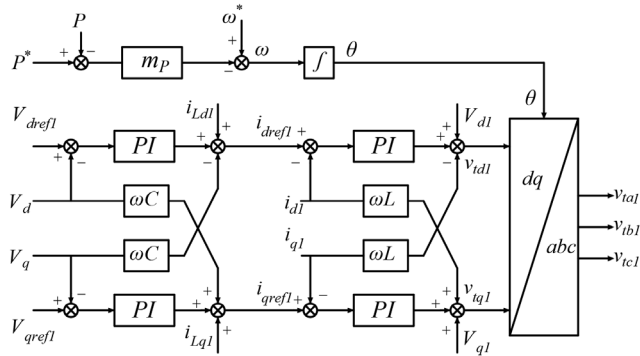 P ω*
P* + − m_P + − ω ∫ θ
θ
V_dref1 + − PI i_Ld1 + + − i_dref1 + − PI V_d1 + + − v_td1
V_d ωC i_d1 ωL dq v_ta1
v_tb1
V_q ωC i_q1 ωL abc v_tc1
V_qref1 + − PI + + + i_Lq1 i_qref1 + − PI + + + v_tq1 V_q1